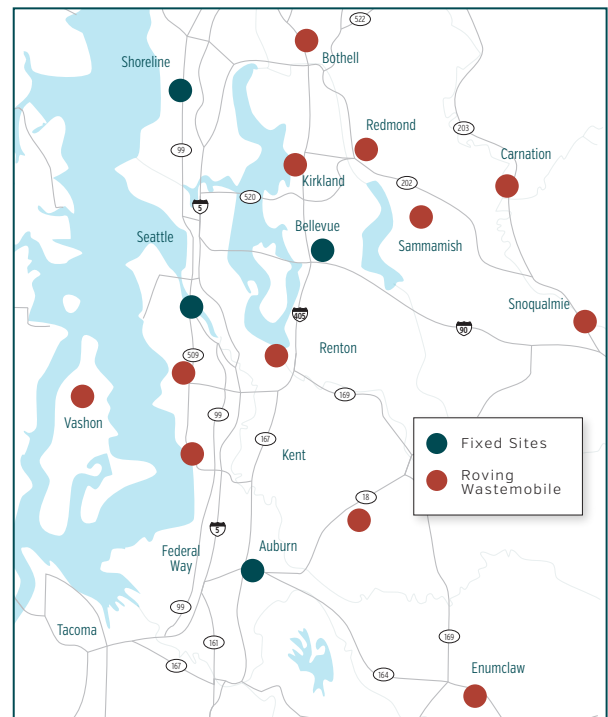 522
Shoreline
Bothell
Redmond
203
99
Carnation
Kirkland
202
520
5
Bellevue
Seattle
Sammamish
Snoqualmie
405
90
Renton
509
169
Vashon
99
167
Kent
Fixed Sites
Roving
Wastemobile
18
5
Federal
Way
Auburn
99
Tacoma
161
169
167
164
Enumclaw